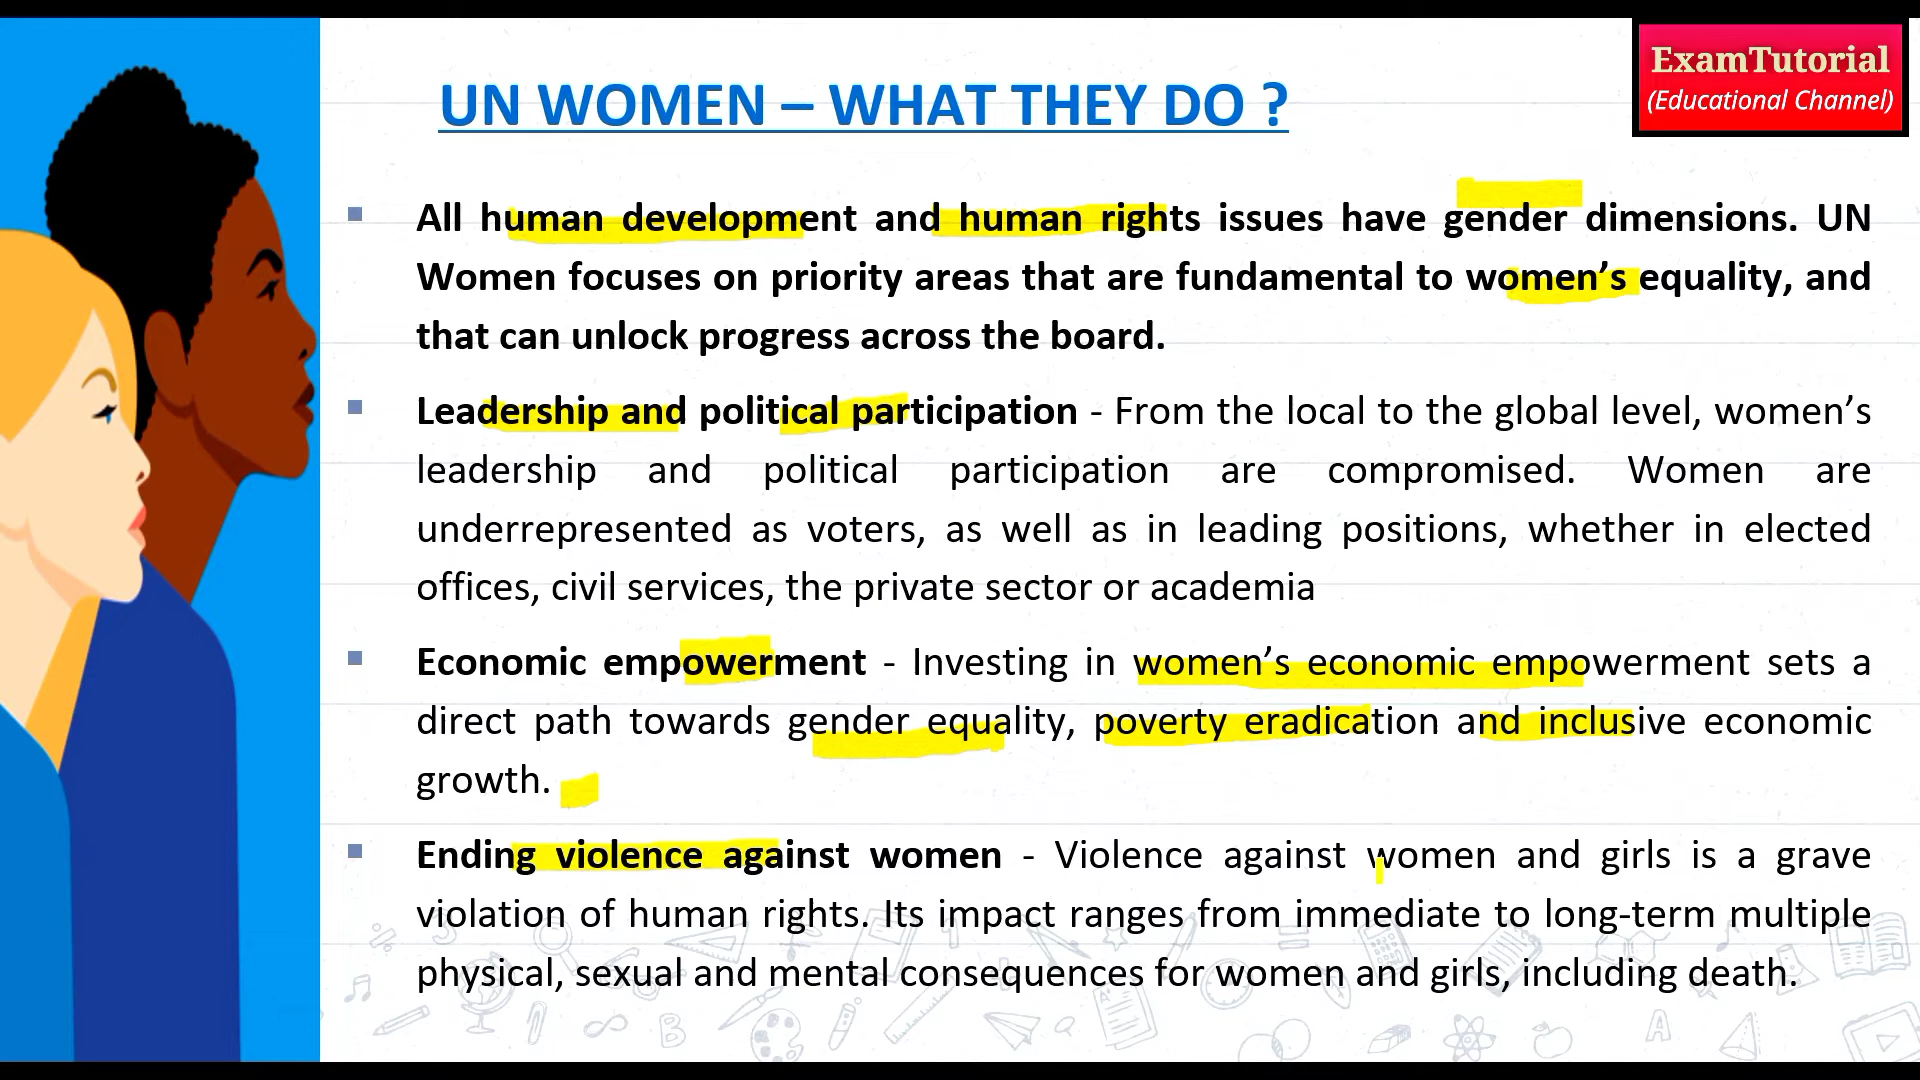 UN WOMEN – WHAT THEY DO ?
ExamTutorial
(Educational Channel)
All human development and human rights issues have gender dimensions. UN
Women focuses on priority areas that are fundamental to women’s equality, and
that can unlock progress across the board.
Leadership and political participation - From the local to the global level, women’s
leadership and political participation are compromised. Women are
underrepresented as voters, as well as in leading positions, whether in elected
offices, civil services, the private sector or academia
Economic empowerment - Investing in women’s economic empowerment sets a
direct path towards gender equality, poverty eradication and inclusive economic
growth.
Ending violence against women - Violence against women and girls is a grave
violation of human rights. Its impact ranges from immediate to long-term multiple
physical, sexual and mental consequences for women and girls, including death.